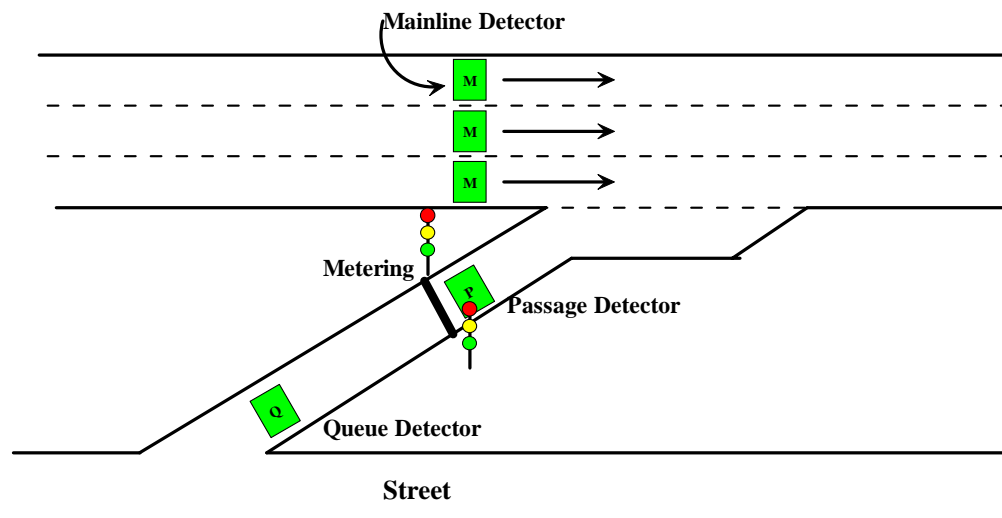 Mainline Detector
M
M
M
Metering
P
Passage Detector
Q
Queue Detector
Street